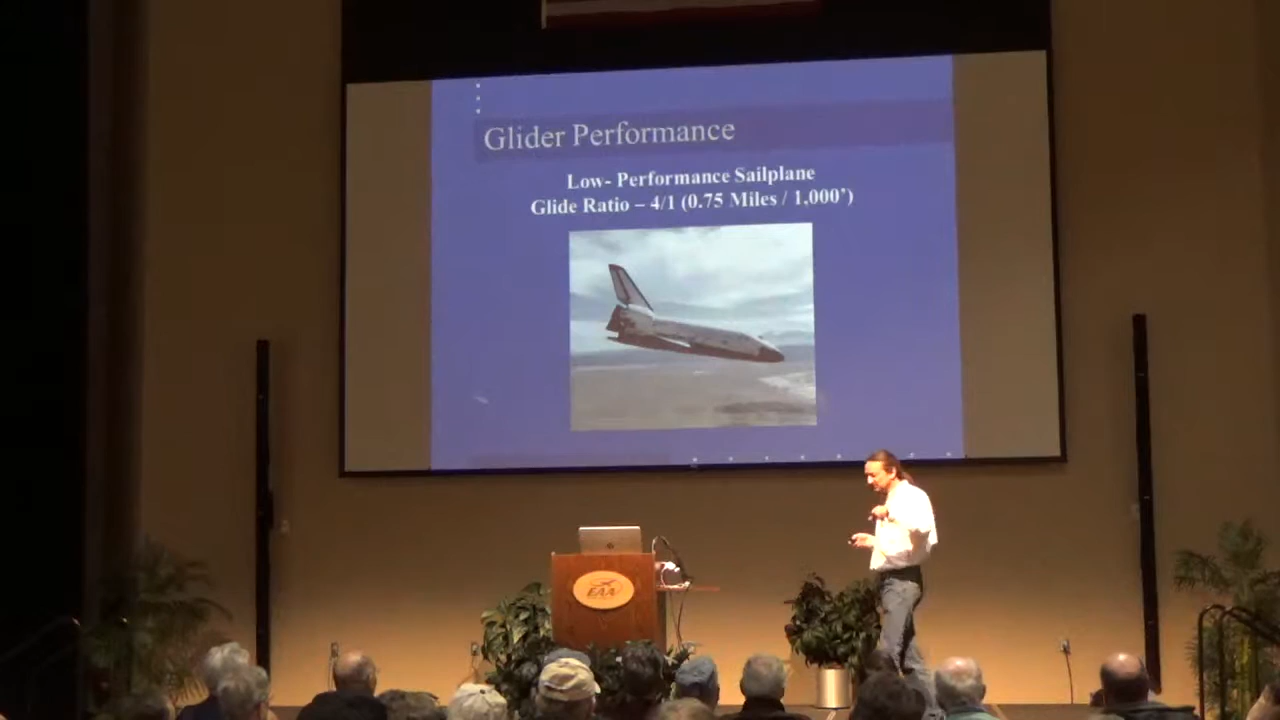 Glider Performance
Low- Performance Sailplane
Glide Ratio – 4/1 (0.75 Miles / 1,000’)
EAA